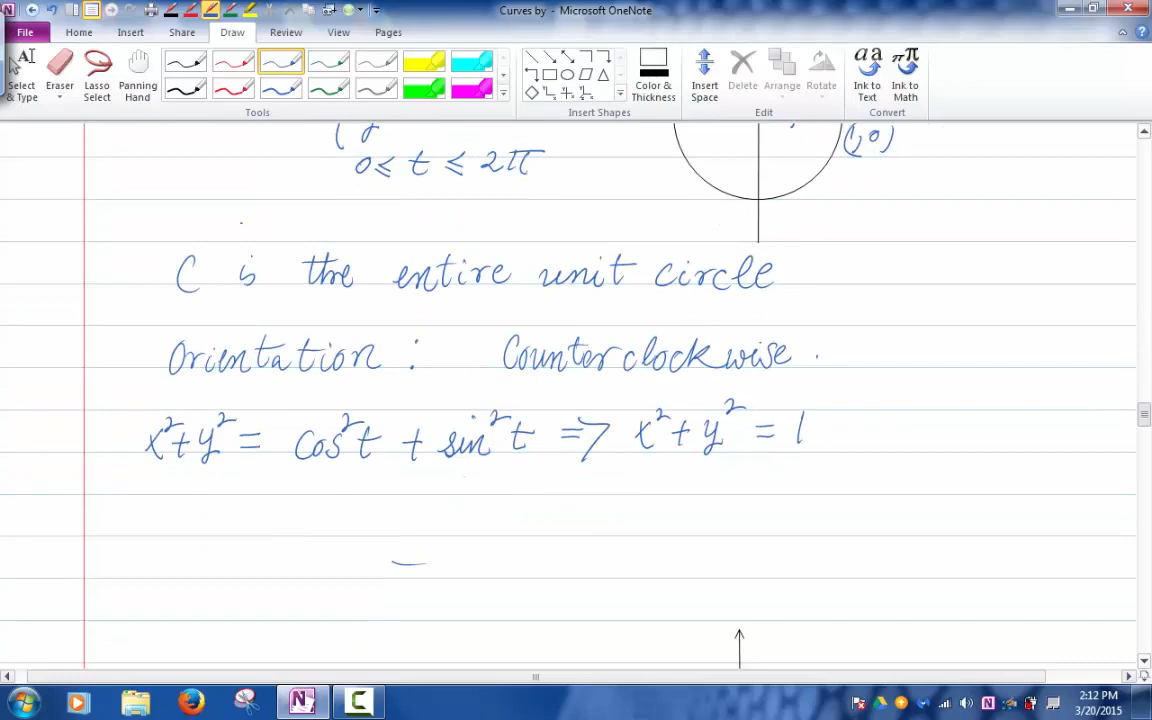 Curves by - Microsoft OneNote
File Home Insert Share Draw Review View Pages
Select & Type Eraser Lasso Select Panning Hand Color & Thickness Insert Space Delete Arrange Rotate Ink to Text Ink to Math
Tools Insert Shapes Edit Convert
0 ≤ t ≤ 2π
C is the entire unit circle
Orientation : Counterclockwise .
x²+y² = cos²t + sin²t => x²+y² = 1
2:12 PM
3/20/2015